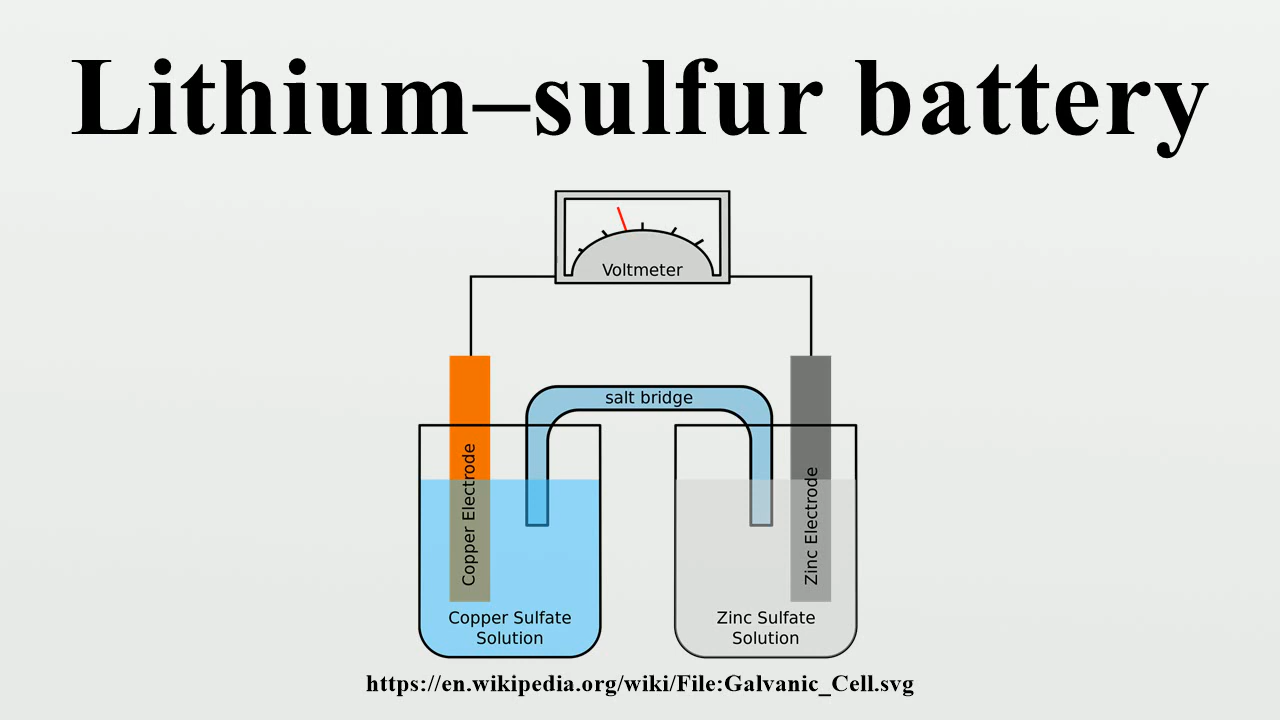 Lithium–sulfur battery
Voltmeter
salt bridge
Copper Electrode
Zinc Electrode
Copper Sulfate
Solution
Zinc Sulfate
Solution
https://en.wikipedia.org/wiki/File:Galvanic_Cell.svg